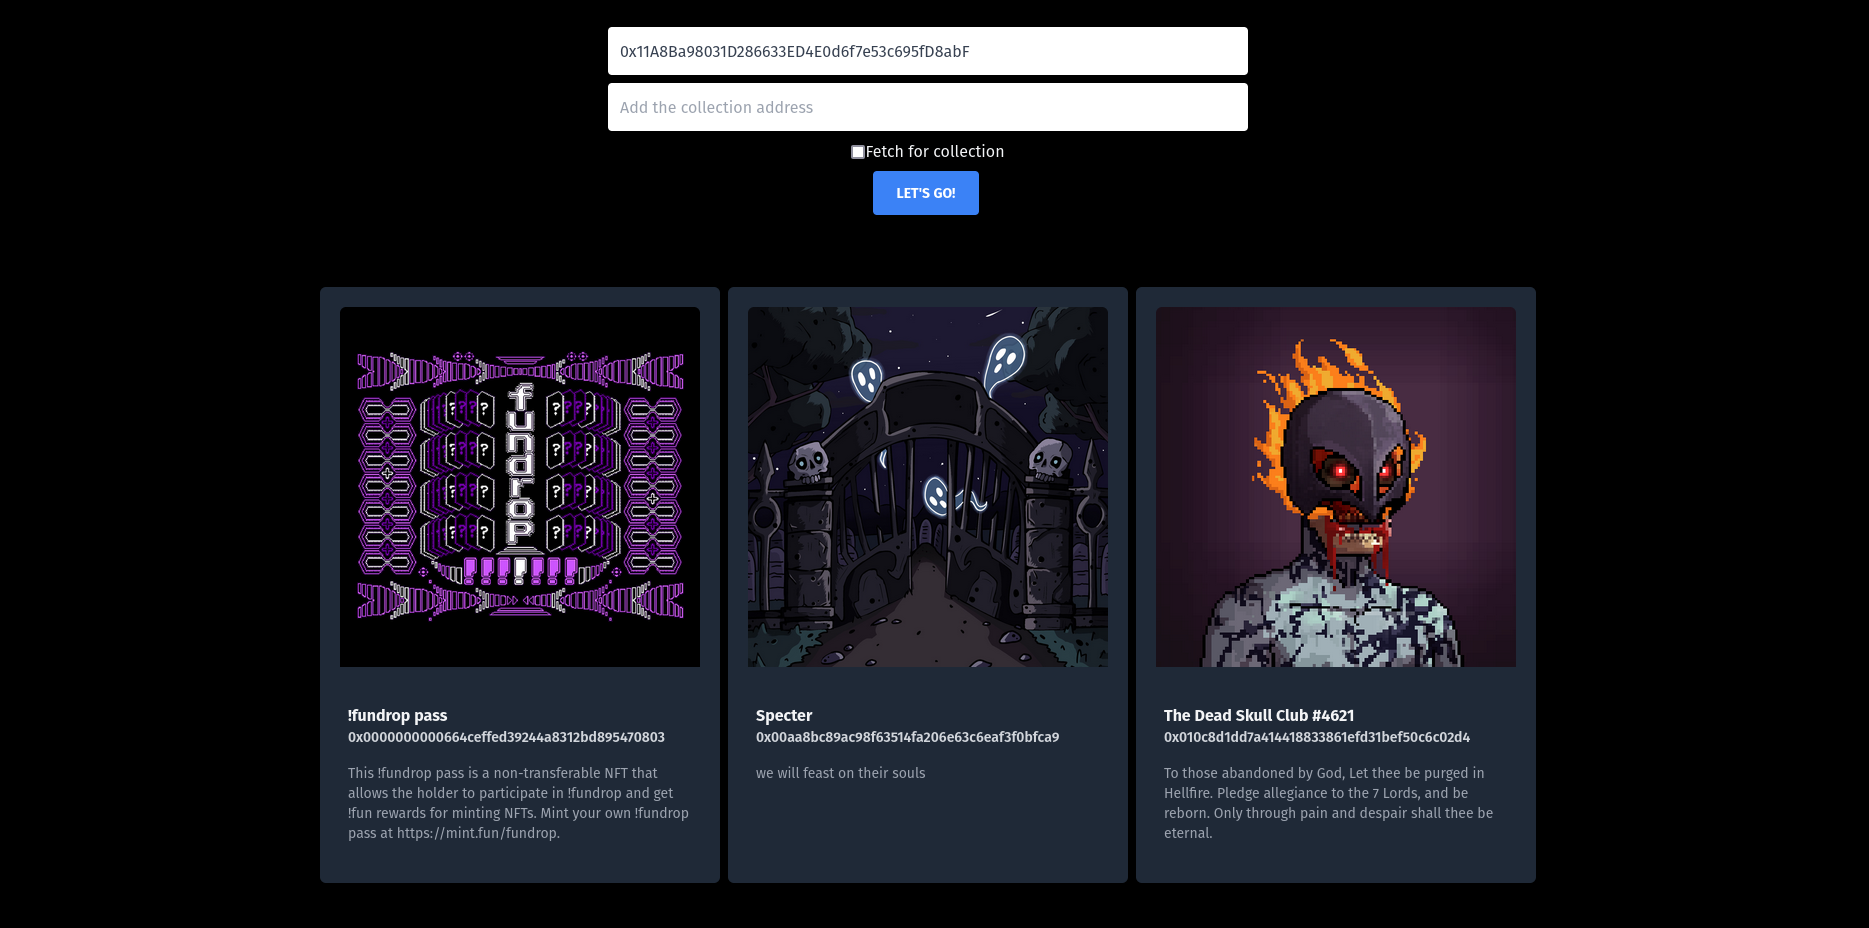 0x11A8Ba98031D286633ED4E0d6f7e53c695fD8abF
Add the collection address
Fetch for collection
LET'S GO!
fundrop
? ? ? ? ? ?
? ? ? ? ? ?
? ? ? ? ? ?
? ? ? ? ? ?
!!!!!!!
!fundrop pass
0x0000000000664ceffed39244a8312bd895470803
This !fundrop pass is a non-transferable NFT that
allows the holder to participate in !fundrop and get
!fun rewards for minting NFTs. Mint your own !fundrop
pass at https://mint.fun/fundrop.
Specter
0x00aa8bc89ac98f63514fa206e63c6eaf3f0bfca9
we will feast on their souls
The Dead Skull Club #4621
0x010c8d1dd7a414418833861efd31bef50c6c02d4
To those abandoned by God, Let thee be purged in
Hellfire. Pledge allegiance to the 7 Lords, and be
reborn. Only through pain and despair shall thee be
eternal.